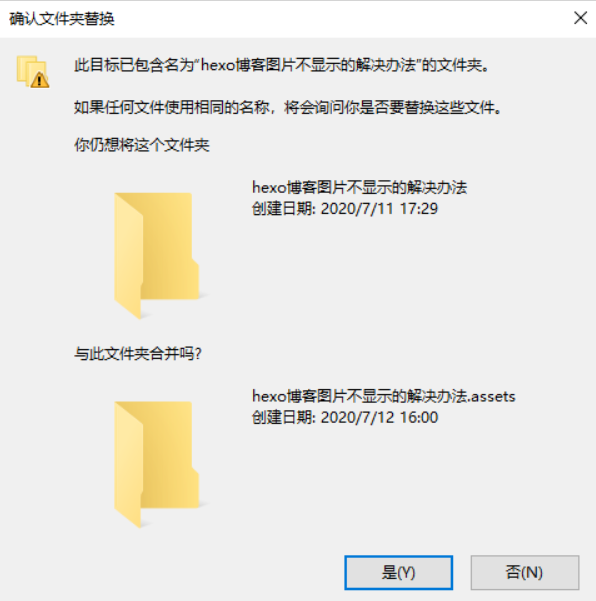 确认文件夹替换
此目标已包含名为“hexo博客图片不显示的解决办法”的文件夹。
如果任何文件使用相同的名称，将会询问你是否要替换这些文件。
你仍想将这个文件夹
hexo博客图片不显示的解决办法
创建日期: 2020/7/11 17:29
与此文件夹合并吗?
hexo博客图片不显示的解决办法.assets
创建日期: 2020/7/12 16:00
是(Y)
否(N)